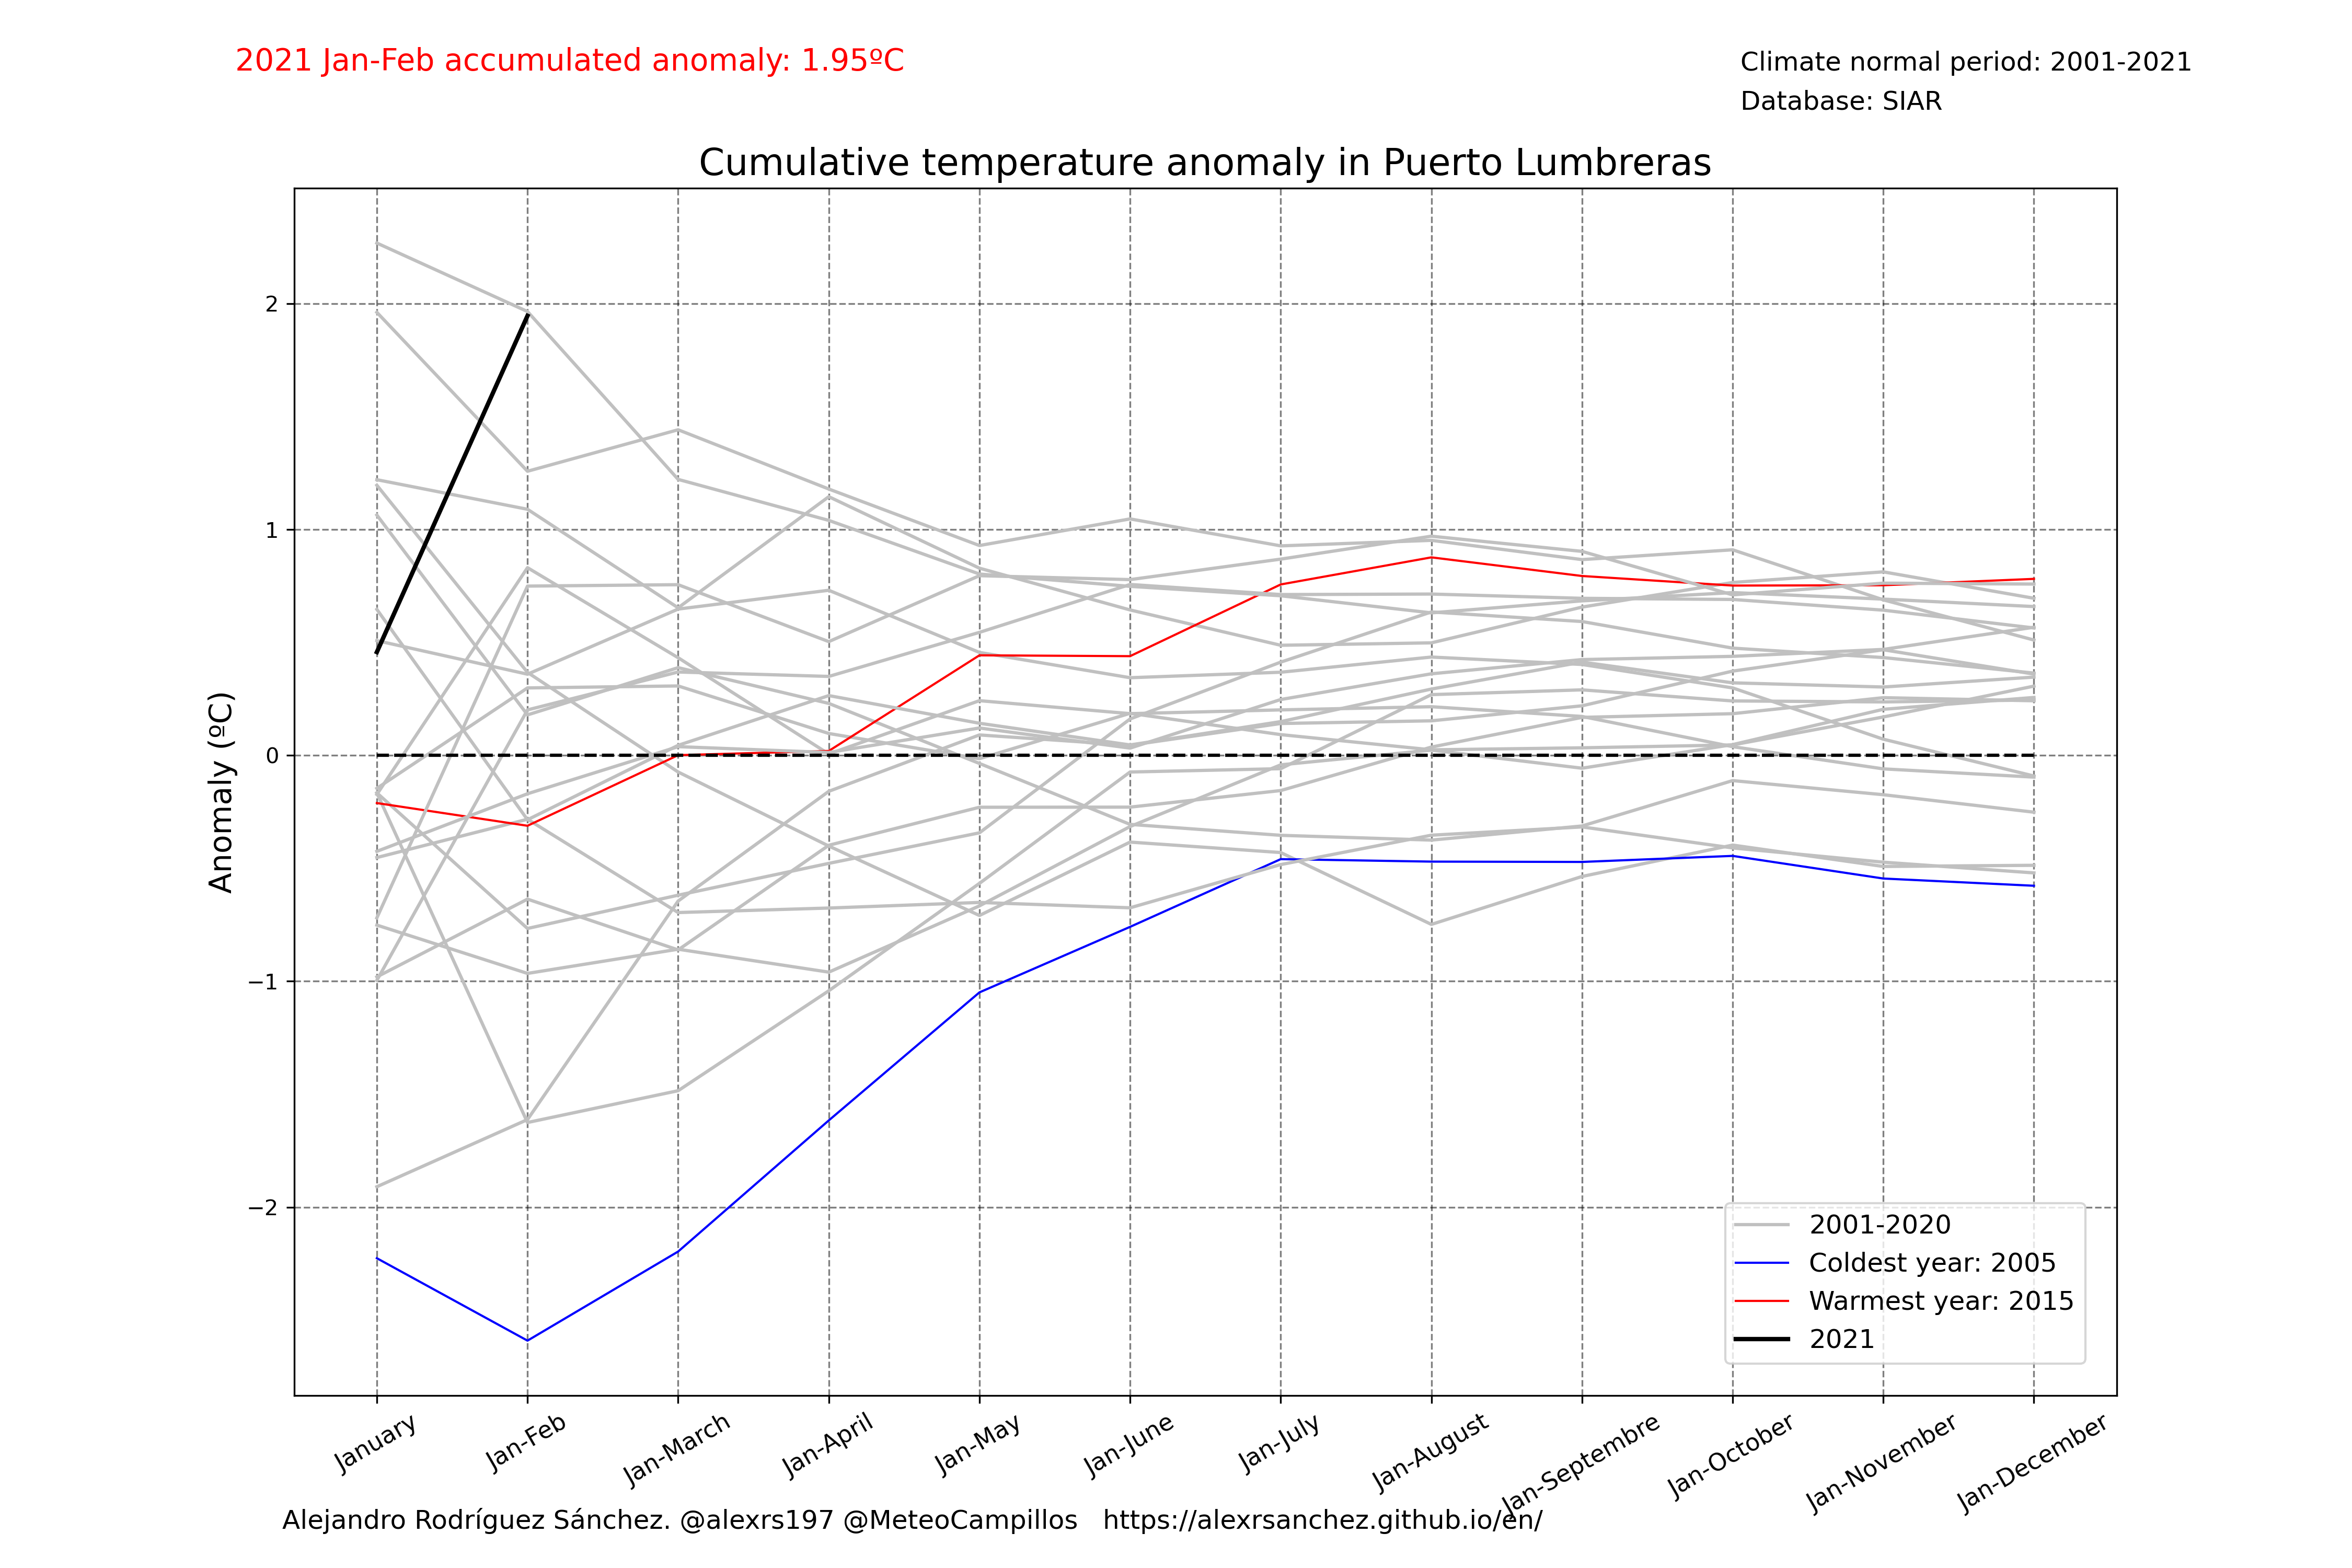 2021 Jan-Feb accumulated anomaly: 1.95ºC
Climate normal period: 2001-2021
Database: SIAR
Cumulative temperature anomaly in Puerto Lumbreras
Anomaly (ºC)
2
1
0
−1
−2
2001-2020
Coldest year: 2005
Warmest year: 2015
2021
January
Jan-Feb
Jan-March
Jan-April
Jan-May
Jan-June
Jan-July
Jan-August
Jan-Septembre
Jan-October
Jan-November
Jan-December
Alejandro Rodríguez Sánchez. @alexrs197 @MeteoCampillos   https://alexrsanchez.github.io/en/